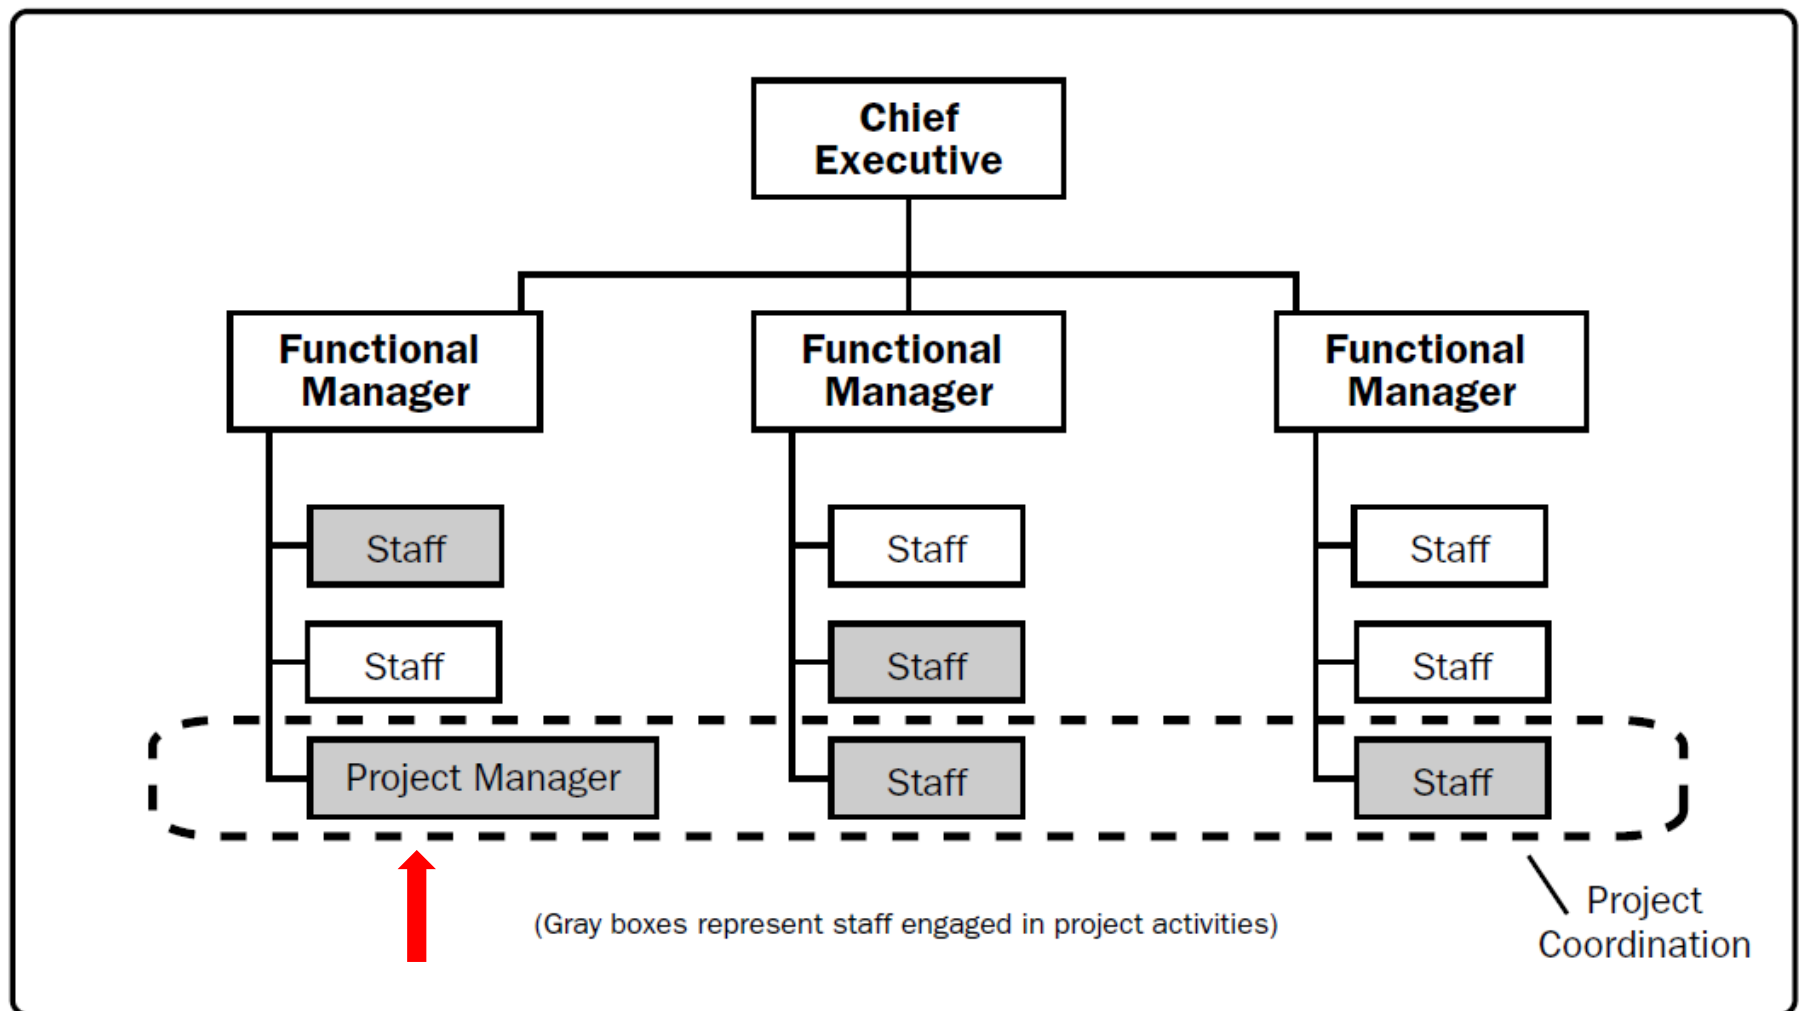 Chief
Executive
Functional
Manager
Functional
Manager
Functional
Manager
Staff
Staff
Staff
Staff
Staff
Staff
Project Manager
Staff
Staff
(Gray boxes represent staff engaged in project activities)
Project
Coordination